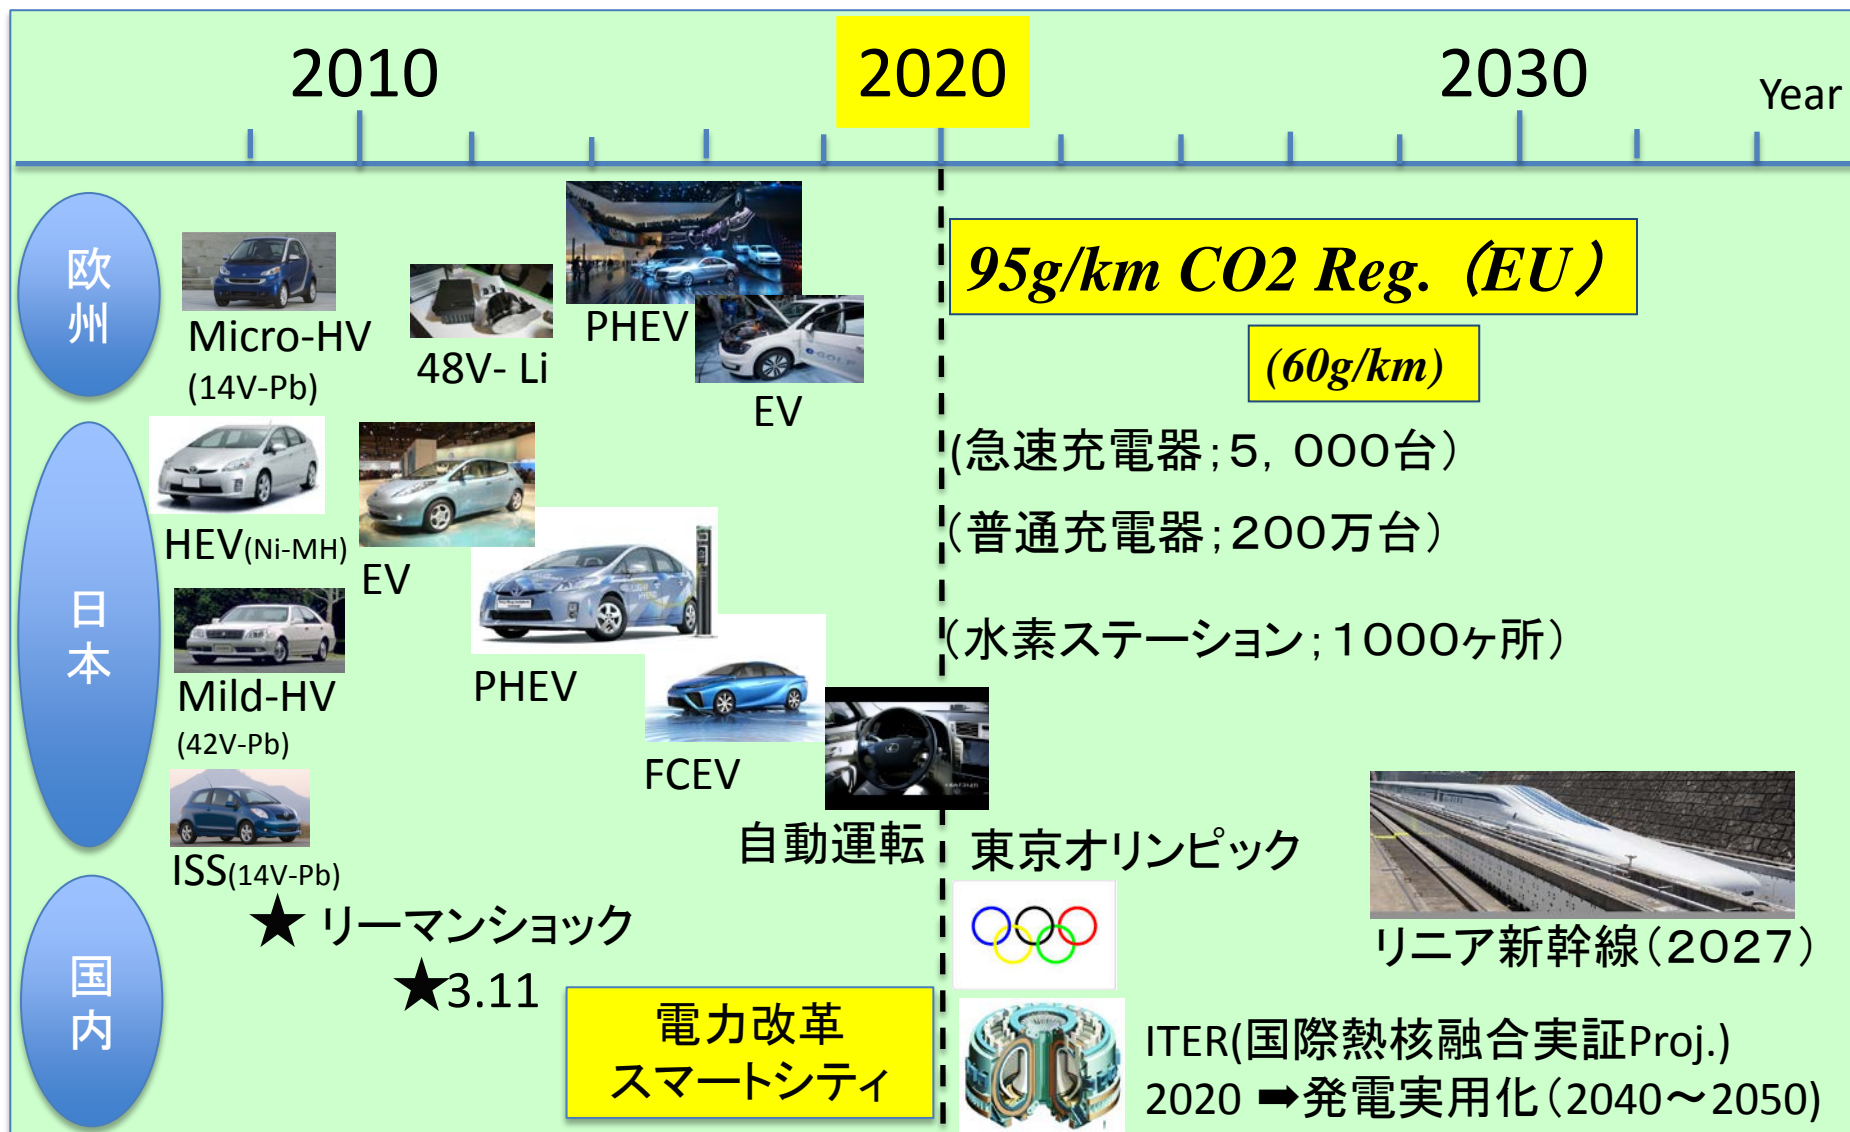 2010
2020
2030
Year
欧
州
Micro-HV
(14V-Pb)
48V- Li
PHEV
EV
95g/km CO2 Reg. (EU)
(60g/km)
日
本
HEV(Ni-MH)
EV
PHEV
FCEV
Mild-HV
(42V-Pb)
ISS(14V-Pb)
自動運転
(急速充電器;5,000台)
(普通充電器;200万台)
(水素ステーション;1000ヶ所)
国
内
★ リーマンショック
★3.11
電力改革
スマートシティ
東京オリンピック
リニア新幹線(2027)
ITER(国際熱核融合実証Proj.)
2020 ➡発電実用化(2040～2050)